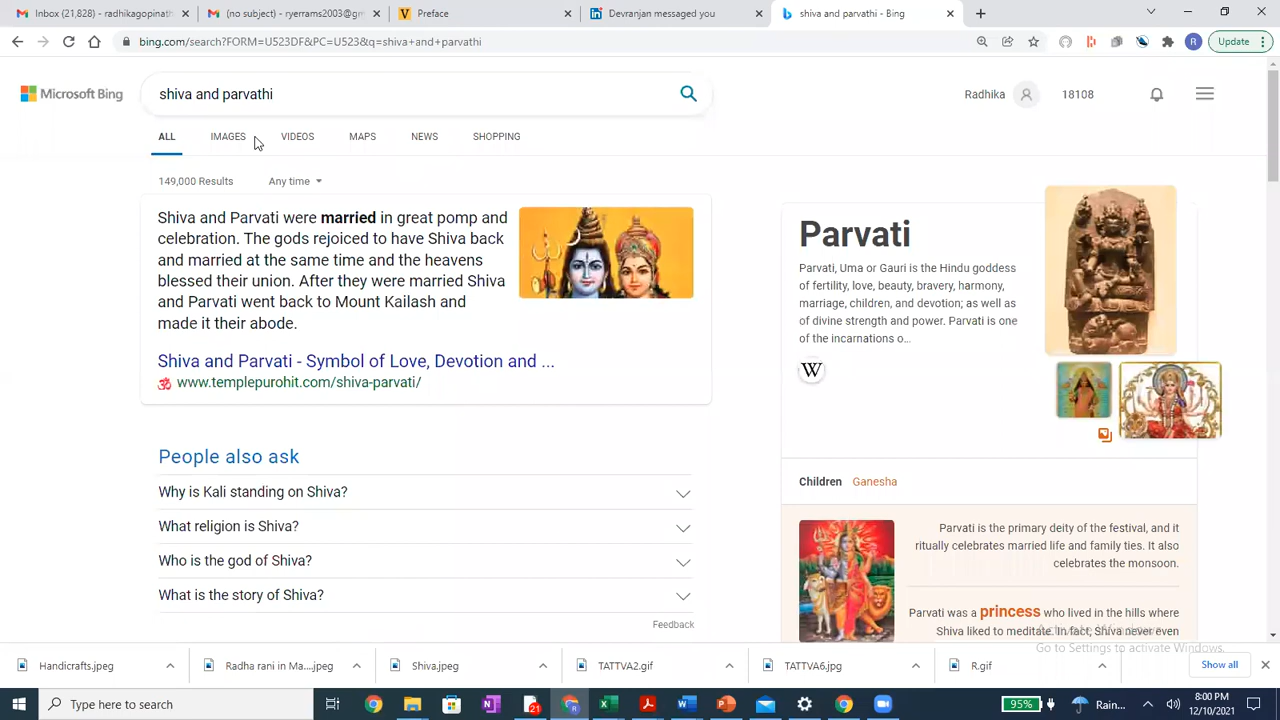 Inbox (21,828) - radhikagopinath
(no subject) - ryerrams2003@gm
Preface
Devranjan messaged you
shiva and parvathi - Bing
bing.com/search?FORM=U523DF&PC=U523&q=shiva+and+parvathi
R
Update
Microsoft Bing
shiva and parvathi
Radhika
18108
ALL
IMAGES
VIDEOS
MAPS
NEWS
SHOPPING
149,000 Results
Any time
Shiva and Parvati were married in great pomp and
celebration. The gods rejoiced to have Shiva back
and married at the same time and the heavens
blessed their union. After they were married Shiva
and Parvati went back to Mount Kailash and
made it their abode.
Shiva and Parvati - Symbol of Love, Devotion and ...
www.templepurohit.com/shiva-parvati/
People also ask
Why is Kali standing on Shiva?
What religion is Shiva?
Who is the god of Shiva?
What is the story of Shiva?
Feedback
Parvati
Parvati, Uma or Gauri is the Hindu goddess
of fertility, love, beauty, bravery, harmony,
marriage, children, and devotion; as well as
of divine strength and power. Parvati is one
of the incarnations o...
W
Children Ganesha
Parvati is the primary deity of the festival, and it
ritually celebrates married life and family ties. It also
celebrates the monsoon.
Parvati was a princess who lived in the hills where
Shiva liked to meditate. In fact, Shiva never even
Activate Windows
Go to Settings to activate Windows.
Handicrafts.jpeg
Radha rani in Ma....jpeg
Shiva.jpeg
TATTVA2.gif
TATTVA6.jpg
R.gif
Show all
Type here to search
21
95%
Rain...
8:00 PM
12/10/2021